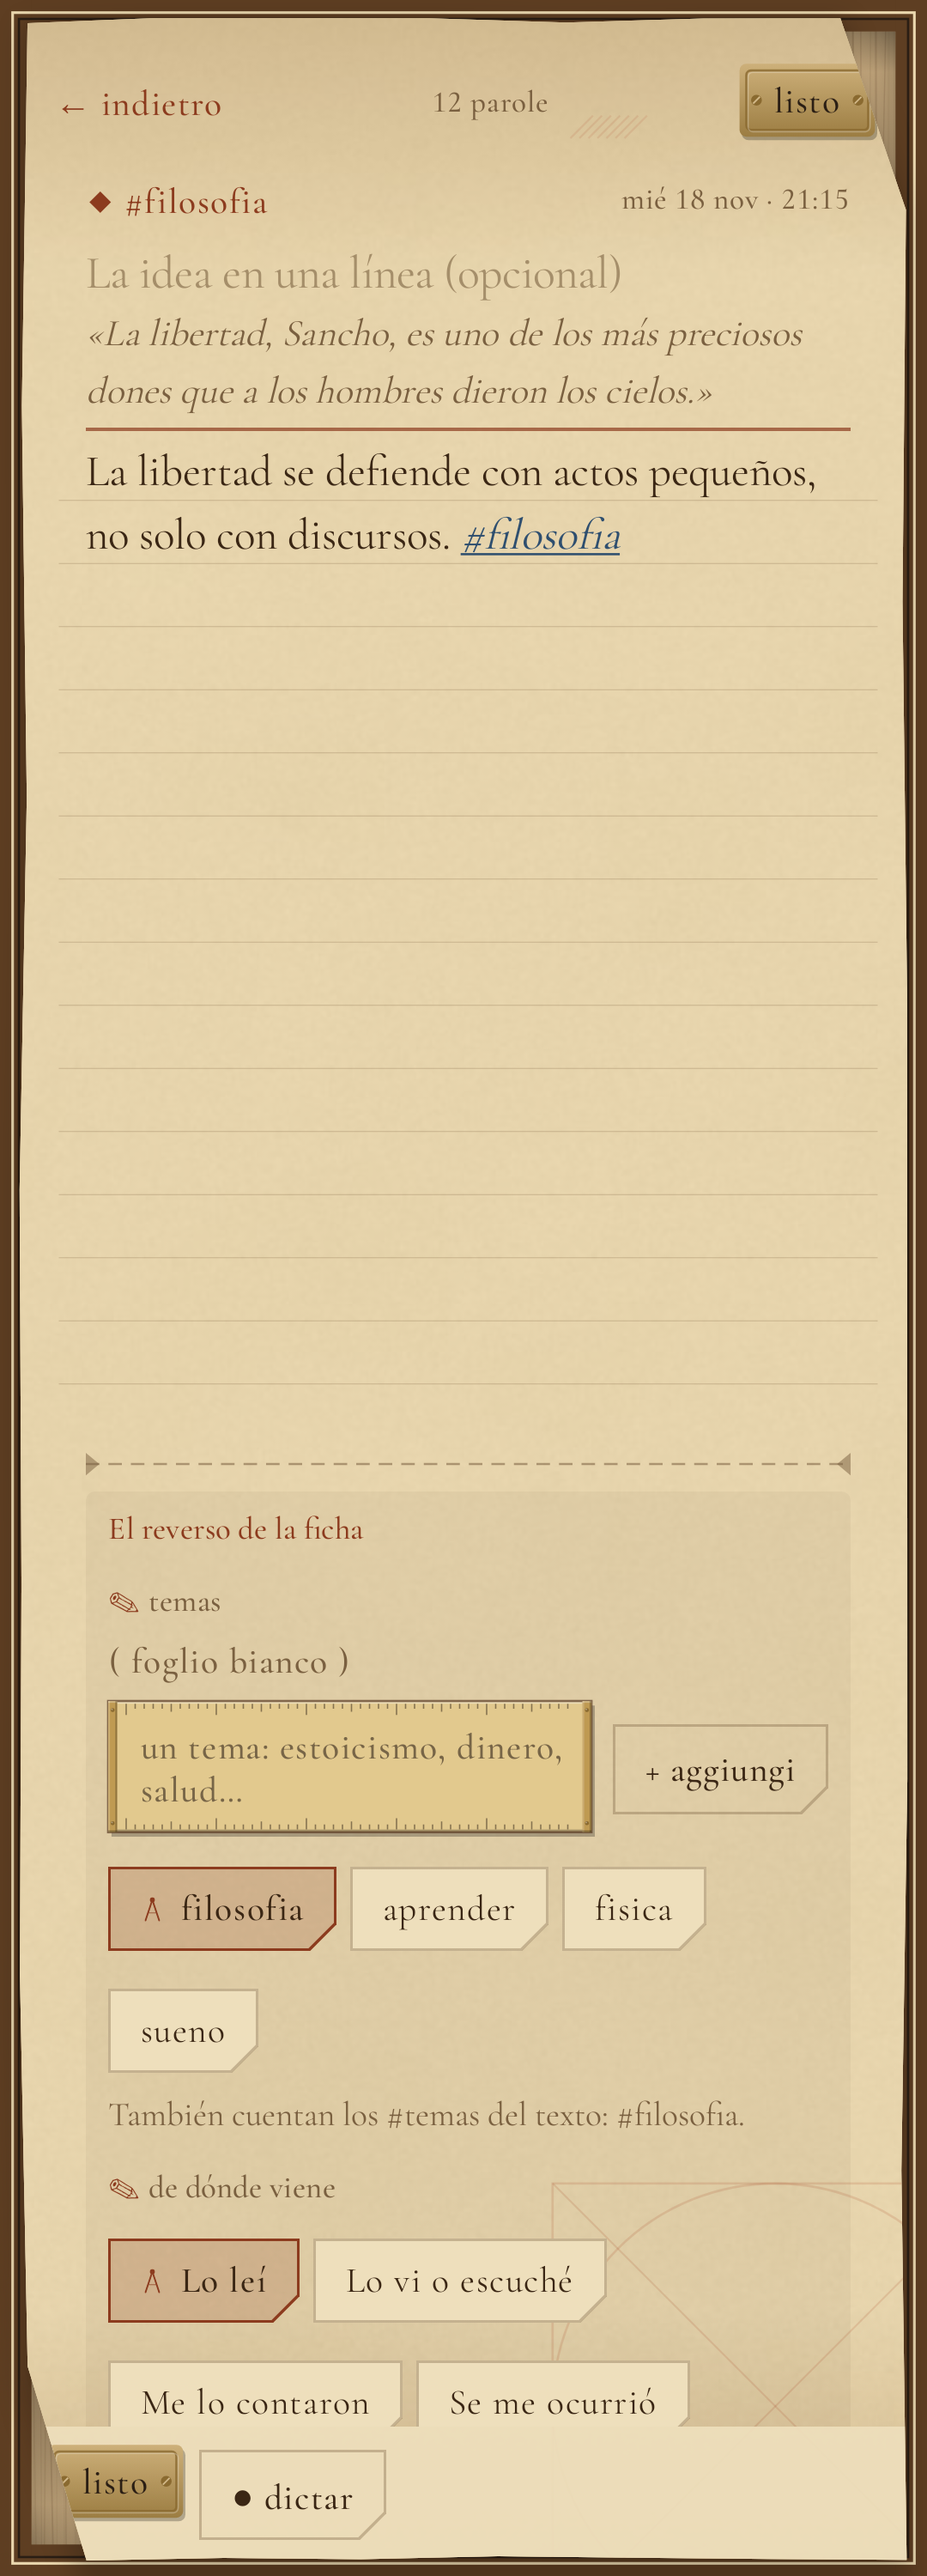 ← indietro
12 parole
listo
◆ #filosofia
mié 18 nov · 21:15
La idea en una línea (opcional)
«La libertad, Sancho, es uno de los más preciosos
dones que a los hombres dieron los cielos.»
La libertad se defiende con actos pequeños,
no solo con discursos. #filosofia
El reverso de la ficha
✎ temas
( foglio bianco )
un tema: estoicismo, dinero,
salud…
+ aggiungi
filosofia
aprender
fisica
sueno
También cuentan los #temas del texto: #filosofia.
✎ de dónde viene
Lo leí
Lo vi o escuché
Me lo contaron
Se me ocurrió
listo
● dictar